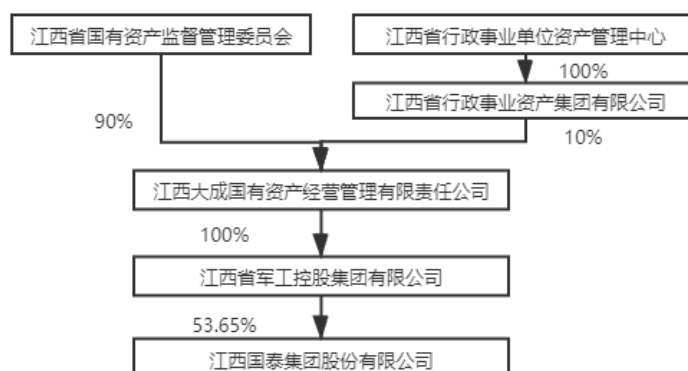 江西省国有资产监督管理委员会
江西省行政事业单位资产管理中心
100%
江西省行政事业资产集团有限公司
90%
10%
江西大成国有资产经营管理有限责任公司
100%
江西省军工控股集团有限公司
53.65%
江西国泰集团股份有限公司